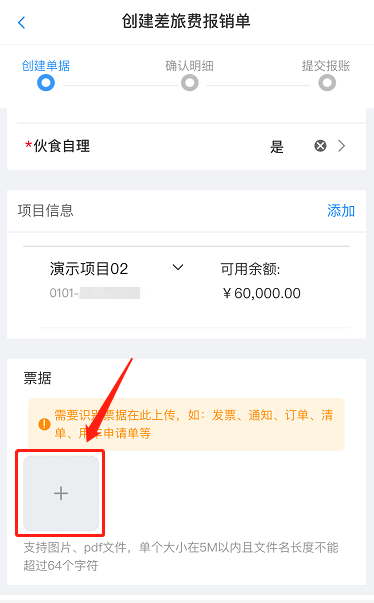 创建差旅费报销单
创建单据
确认明细
提交报账
*伙食自理
是
项目信息
添加
演示项目02
可用余额:
0101-
￥60,000.00
票据
需要识别票据在此上传，如：发票、通知、订单、清
单、用车申请单等
支持图片、pdf文件，单个大小在5M以内且文件名长度不能
超过64个字符